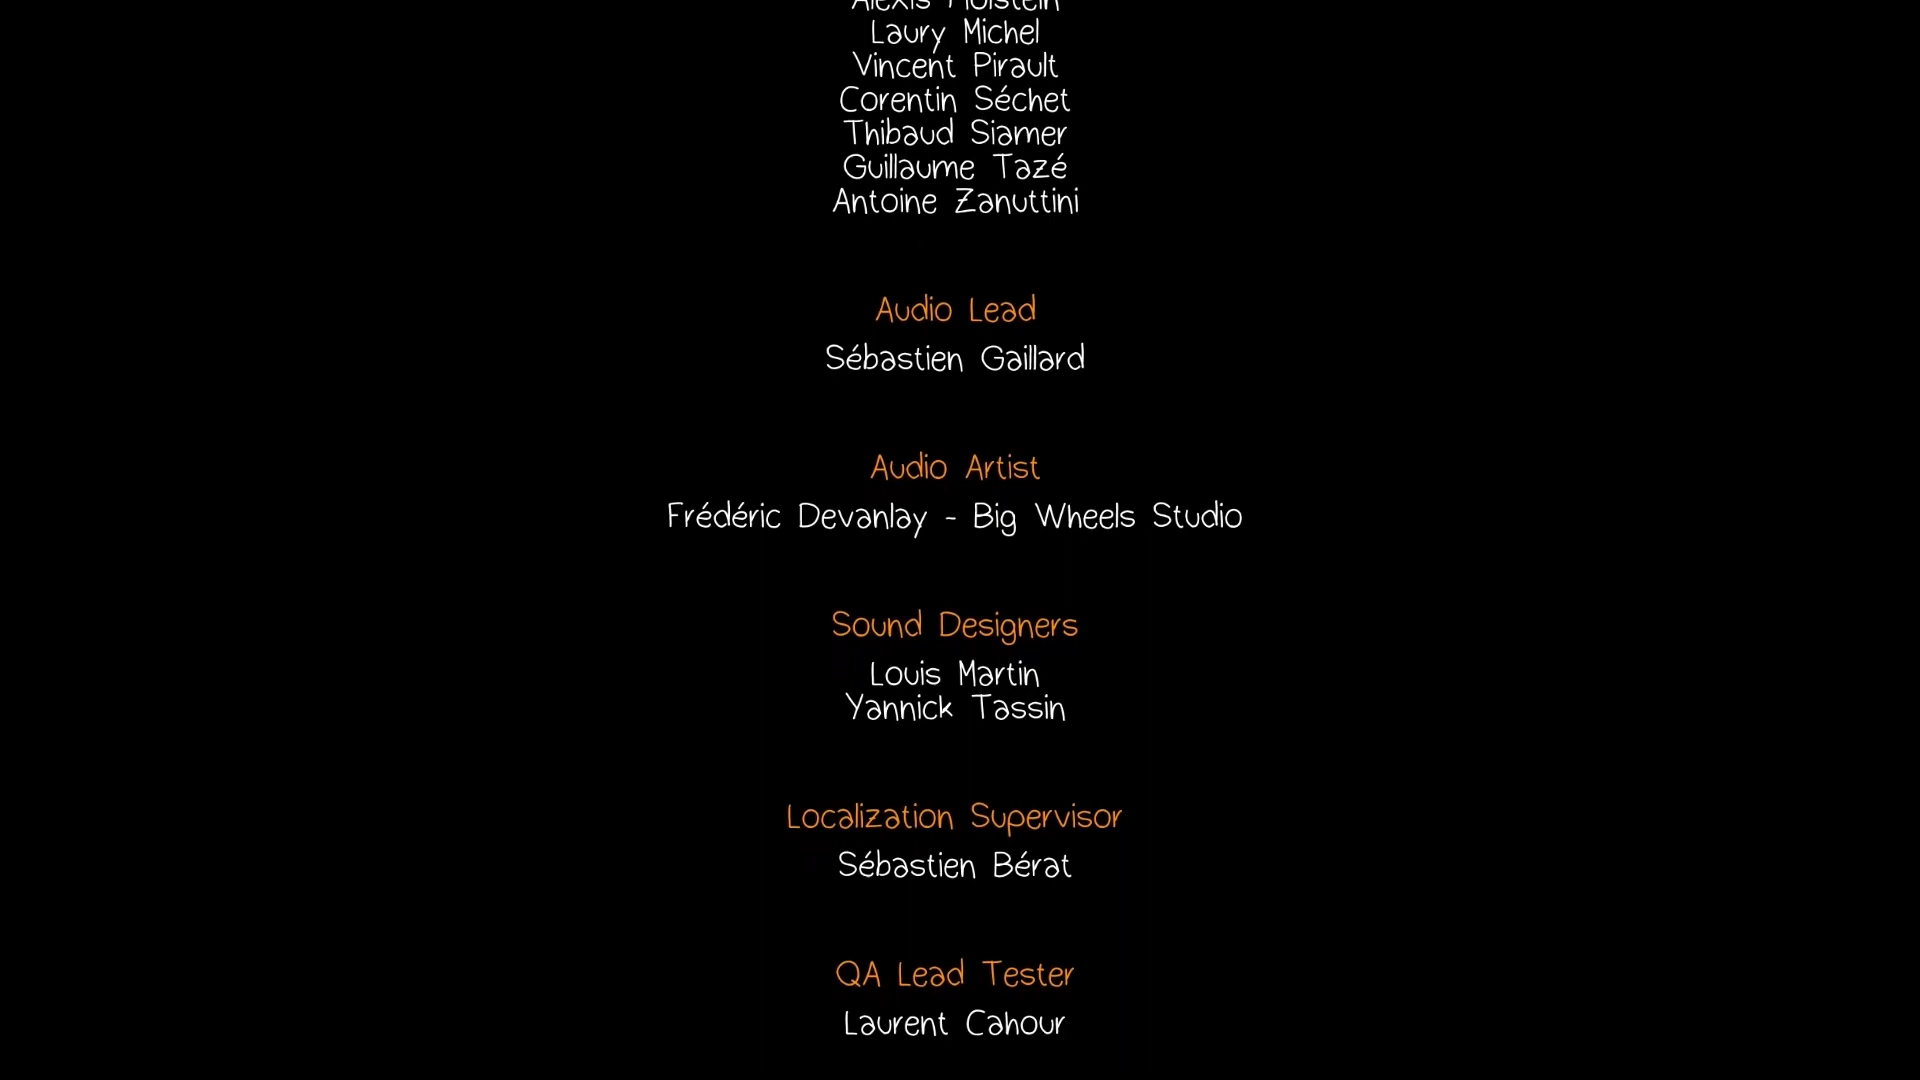 Alexis Holstein
Laury Michel
Vincent Pirault
Corentin Séchet
Thibaud Siamer
Guillaume Tazé
Antoine Zanuttini
Audio Lead
Sébastien Gaillard
Audio Artist
Frédéric Devanlay - Big Wheels Studio
Sound Designers
Louis Martin
Yannick Tassin
Localization Supervisor
Sébastien Bérat
QA Lead Tester
Laurent Cahour